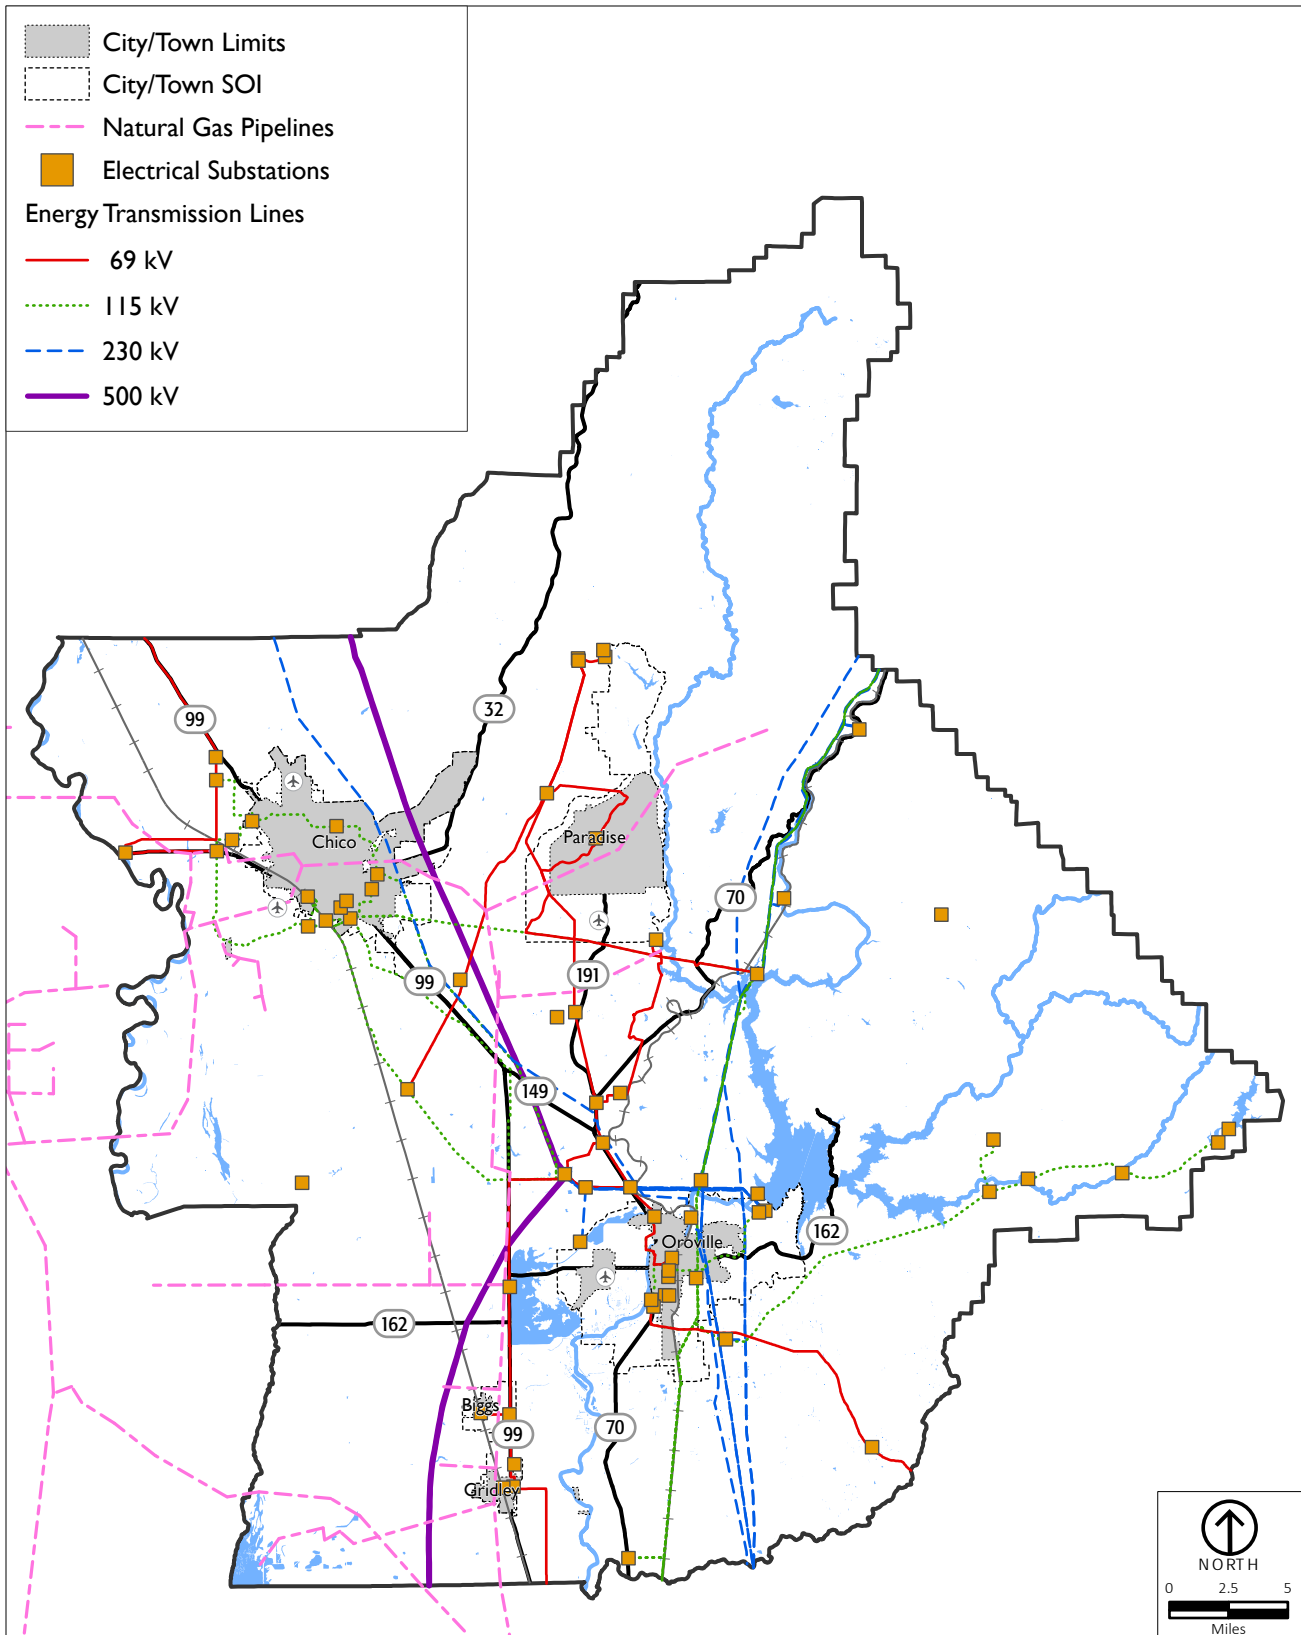 City/Town Limits
City/Town SOI
Natural Gas Pipelines
Electrical Substations
Energy Transmission Lines
69 kV
115 kV
230 kV
500 kV
99
32
Chico
Paradise
70
99
191
149
162
Oroville
162
Biggs
99
70
Gridley
NORTH
0 2.5 5
Miles